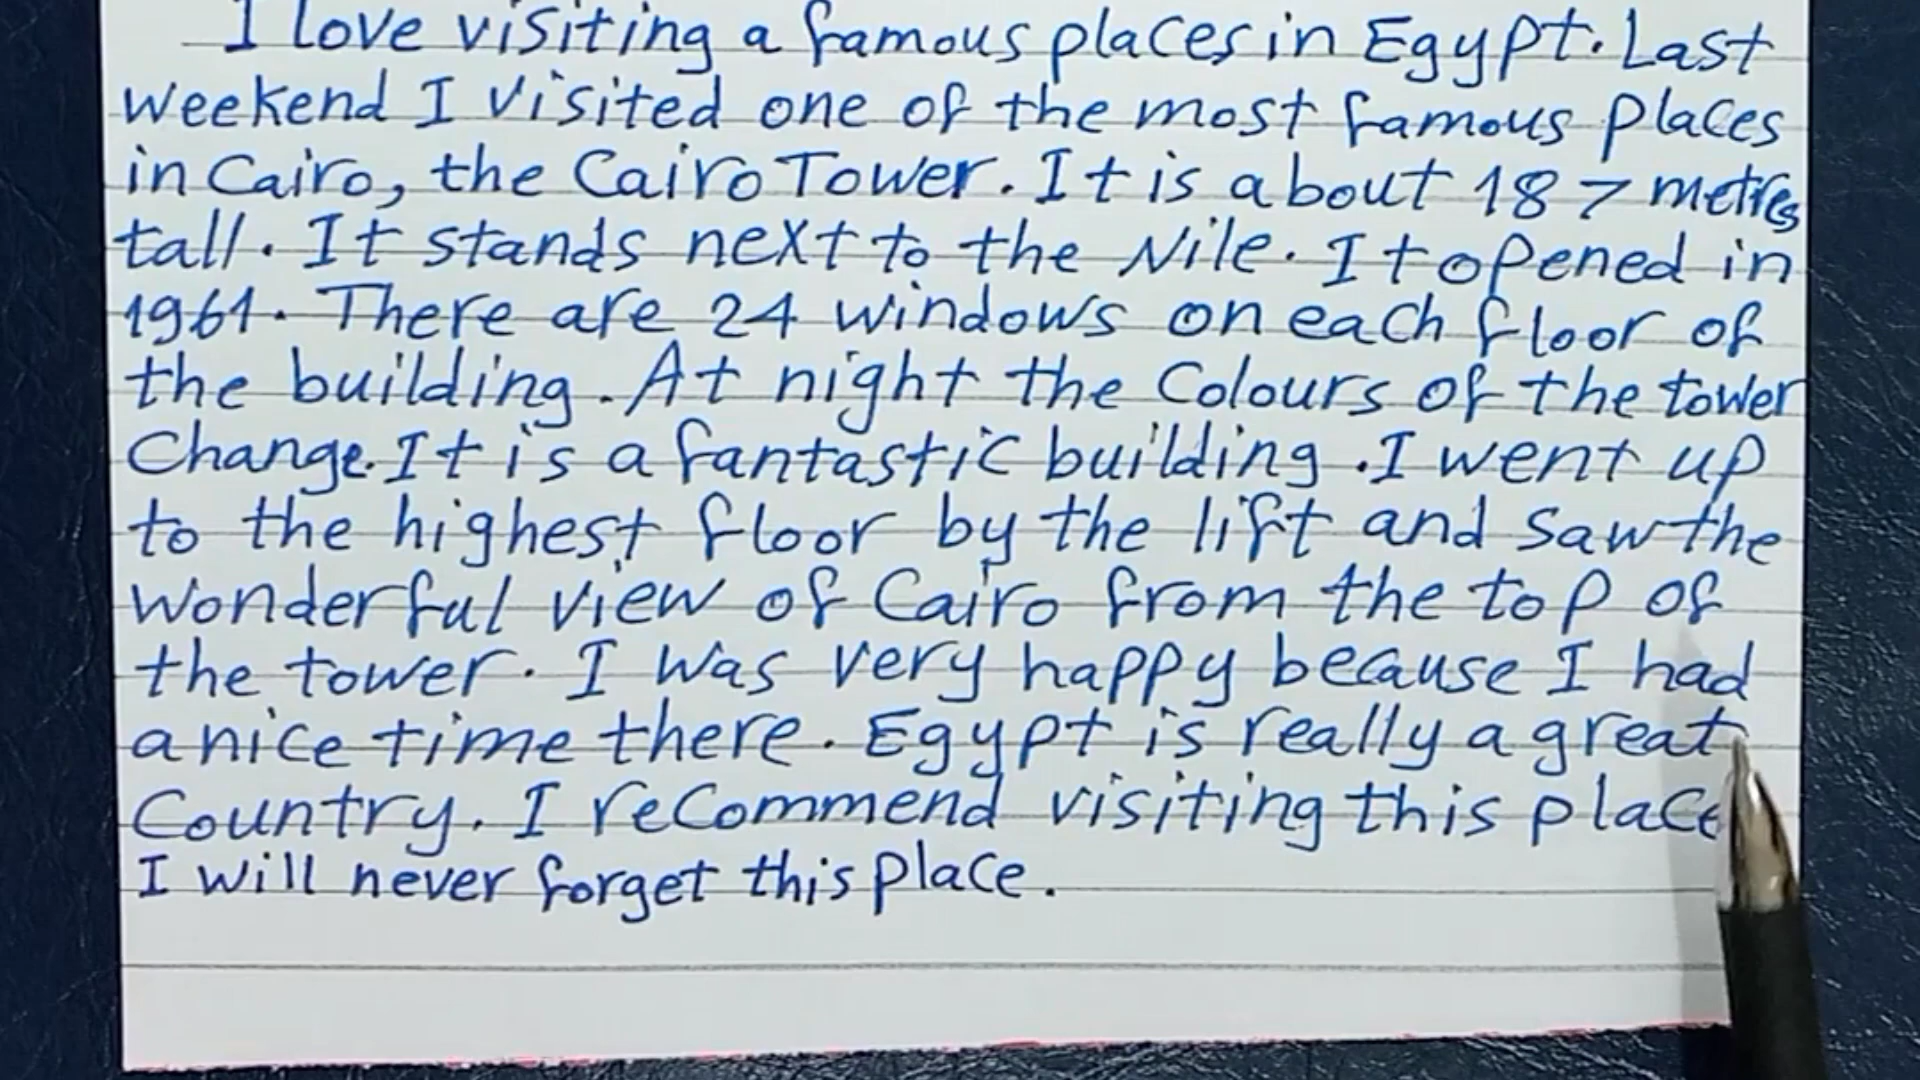 I love visiting a famous places in Egypt. Last
weekend I visited one of the most famous places
in Cairo, the Cairo Tower. It is about 187 metres
tall. It stands next to the Nile. It opened in
1961. There are 24 windows on each floor of
the building. At night the Colours of the tower
Change. It is a fantastic building. I went up
to the highest floor by the lift and saw the
wonderful view of Cairo from the top of
the tower. I was very happy because I had
a nice time there. Egypt is really a great
Country. I recommend visiting this place
I will never forget this place.